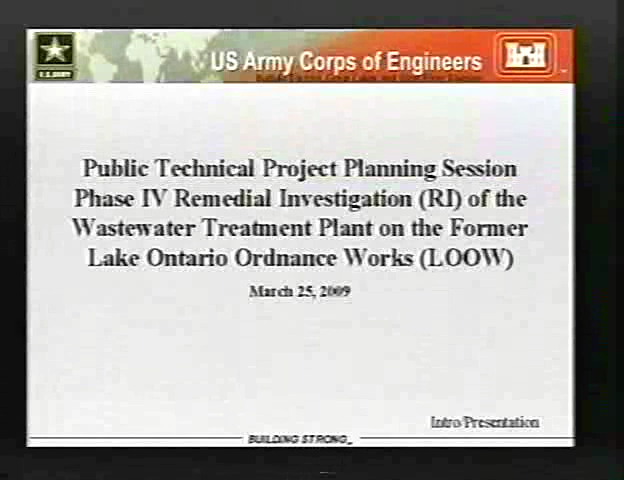 US Army Corps of Engineers
U.S. ARMY
Public Technical Project Planning Session
Phase IV Remedial Investigation (RI) of the
Wastewater Treatment Plant on the Former
Lake Ontario Ordnance Works (LOOW)
March 25, 2009
Intro/Presentation
BUILDING STRONG